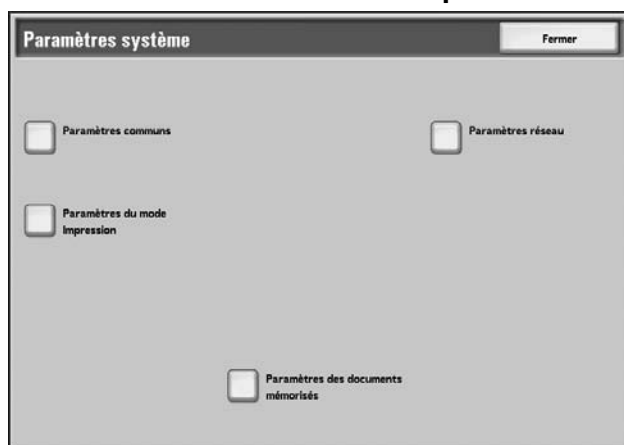 Paramètres système
Fermer
Paramètres communs
Paramètres réseau
Paramètres du mode
Impression
Paramètres des documents
mémorisés